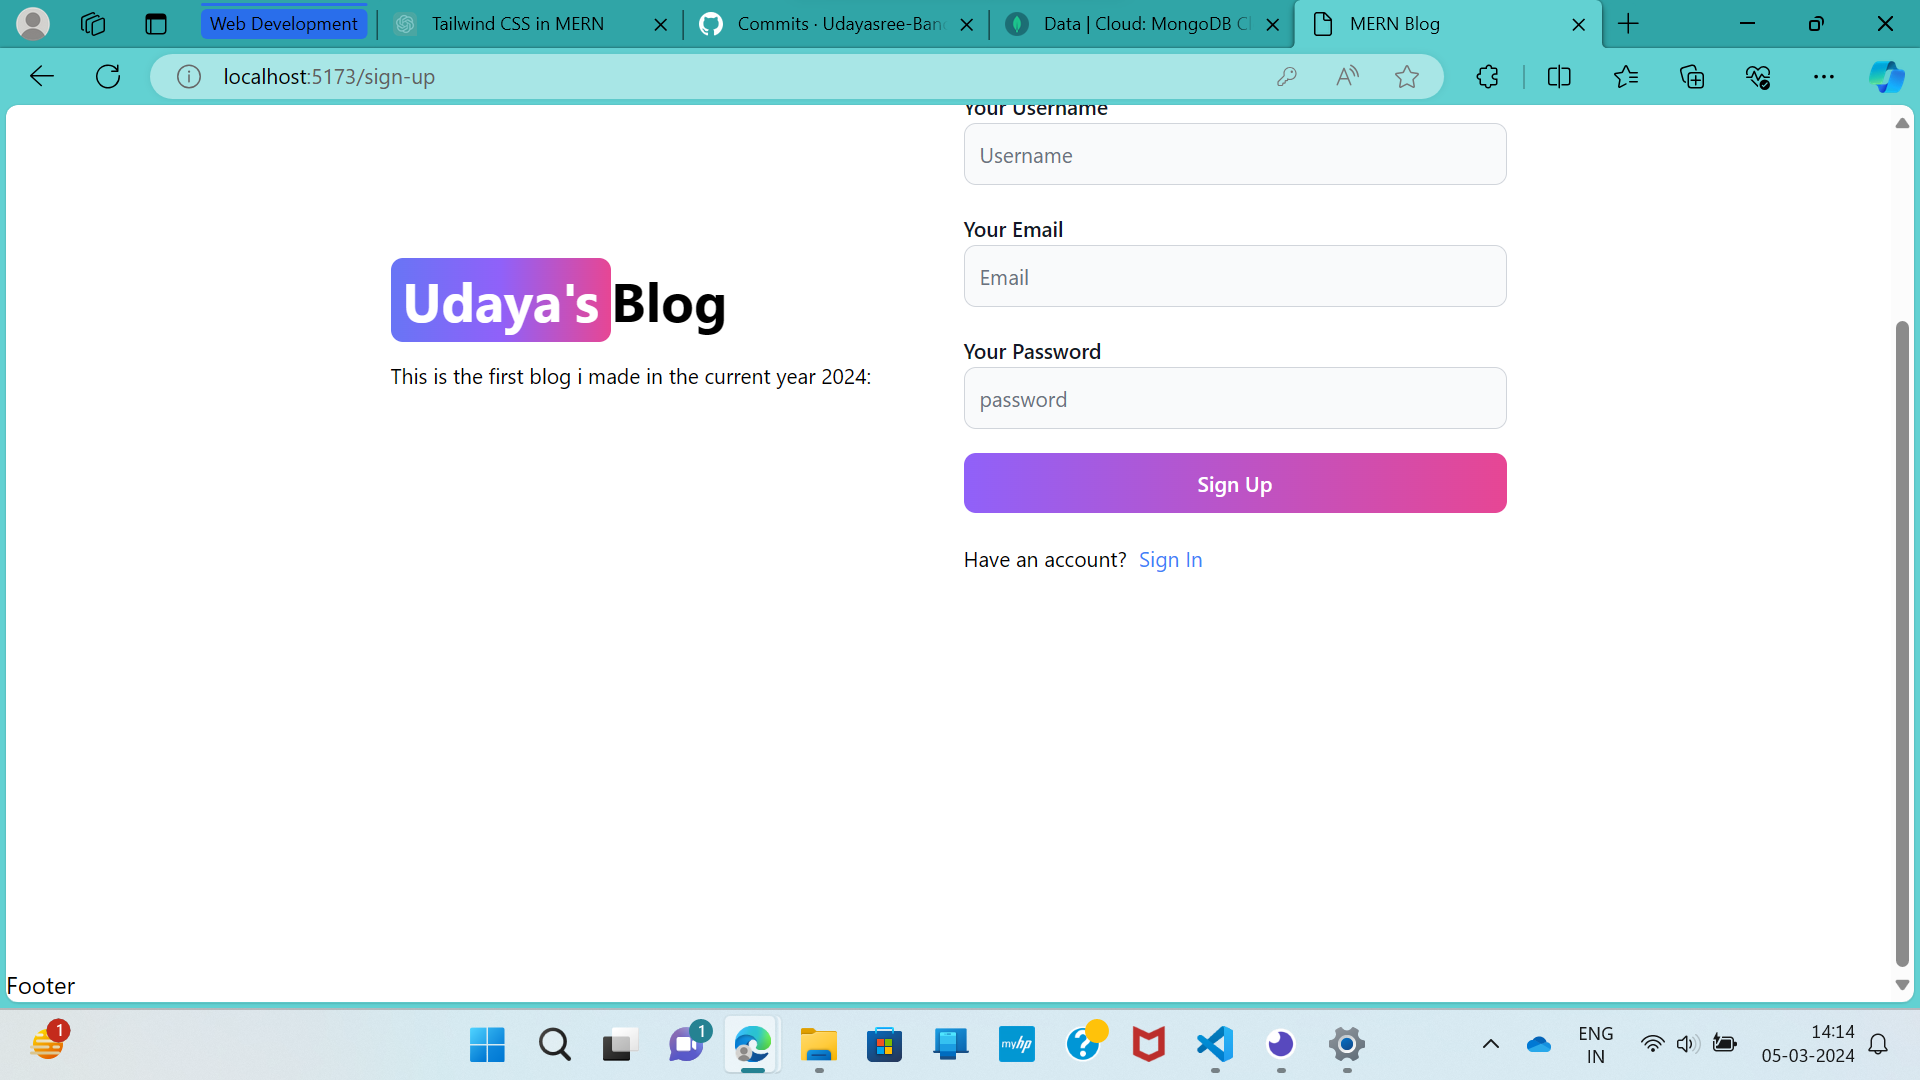 Web Development
Tailwind CSS in MERN
Commits · Udayasree-Banc
Data | Cloud: MongoDB Cl
MERN Blog
localhost:5173/sign-up
Your Username
Username
Your Email
Email
Udaya's Blog
Your Password
This is the first blog i made in the current year 2024:
password
Sign Up
Have an account? Sign In
Footer
1
1
myhp
ENG
IN
14:14
05-03-2024